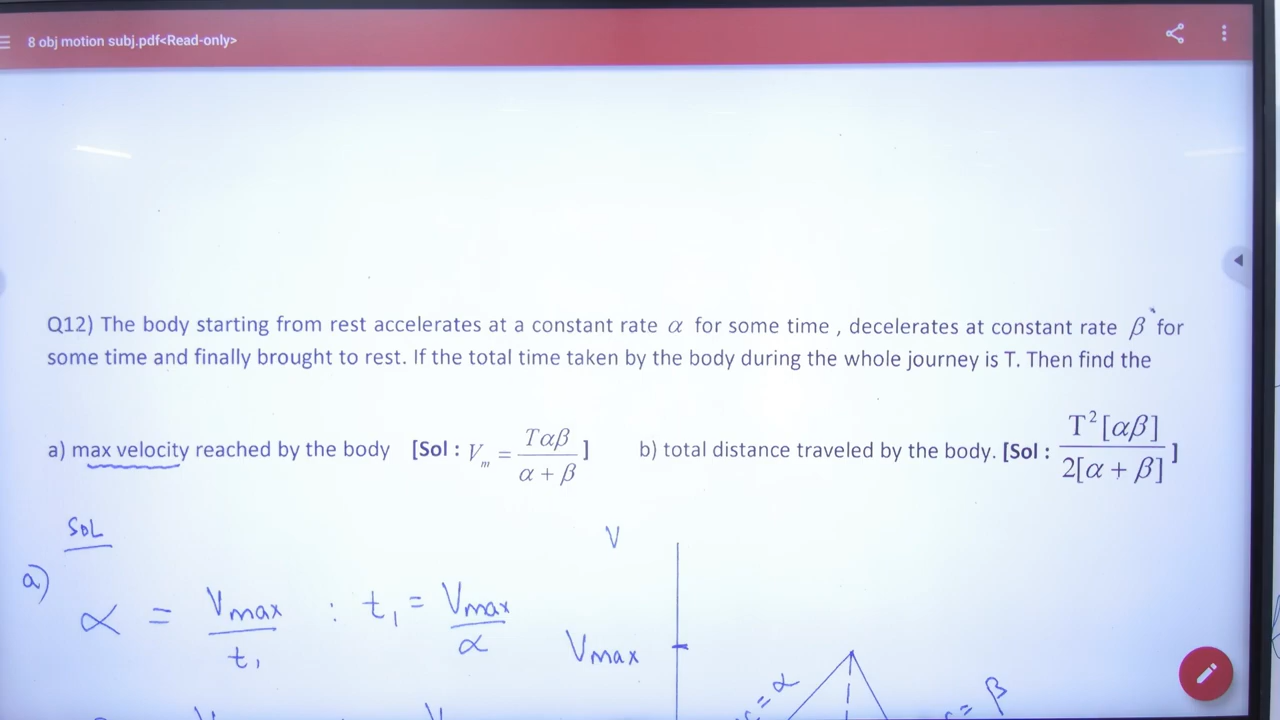 8 obj motion subj.pdf<Read-only>
Q12) The body starting from rest accelerates at a constant rate α for some time , decelerates at constant rate β for
some time and finally brought to rest. If the total time taken by the body during the whole journey is T. Then find the
a) max velocity reached by the body [Sol : V_m = Tαβ / α + β ] b) total distance traveled by the body. [Sol : T²[αβ] / 2[α + β] ]
SOL
V
a)
α = Vmax / t₁ : t₁ = Vmax / α
Vmax
= α
= β